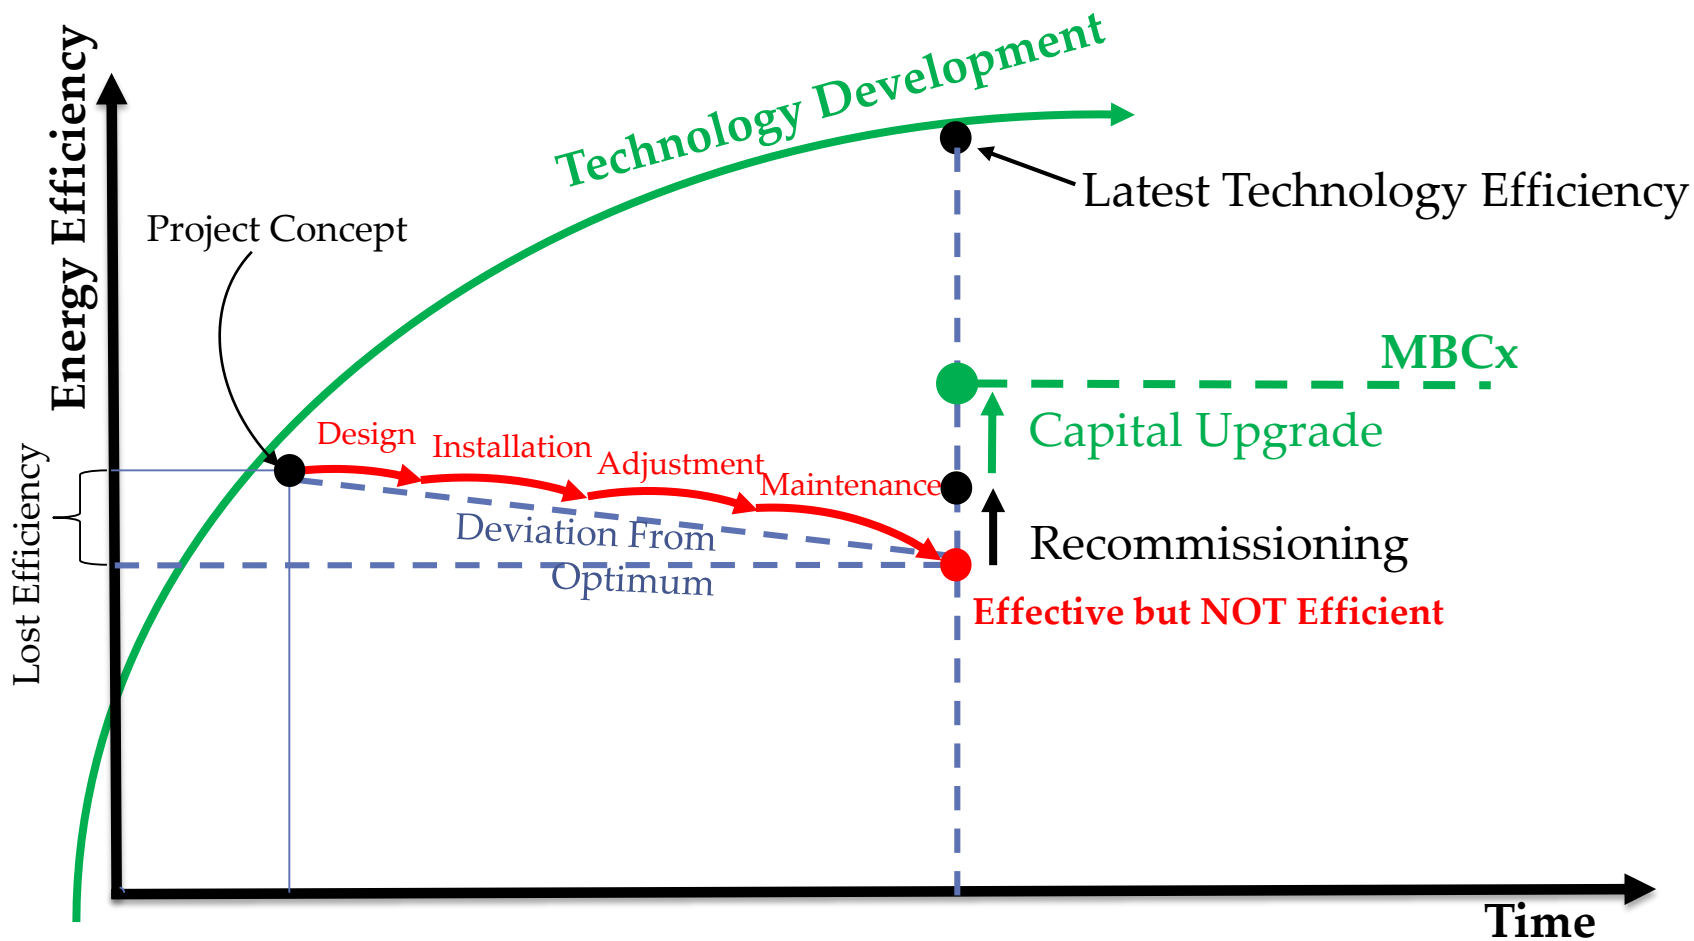 Technology Development
Energy Efficiency
Project Concept
Latest Technology Efficiency
MBCx
Capital Upgrade
Design
Installation
Adjustment
Maintenance
Deviation From
Optimum
Recommissioning
Effective but NOT Efficient
Lost Efficiency
Time